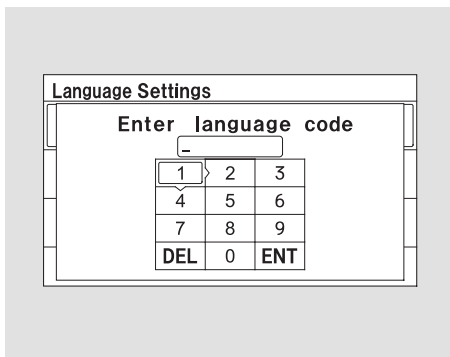 Language Settings
Enter language code
_
1 2 3
4 5 6
7 8 9
DEL 0 ENT